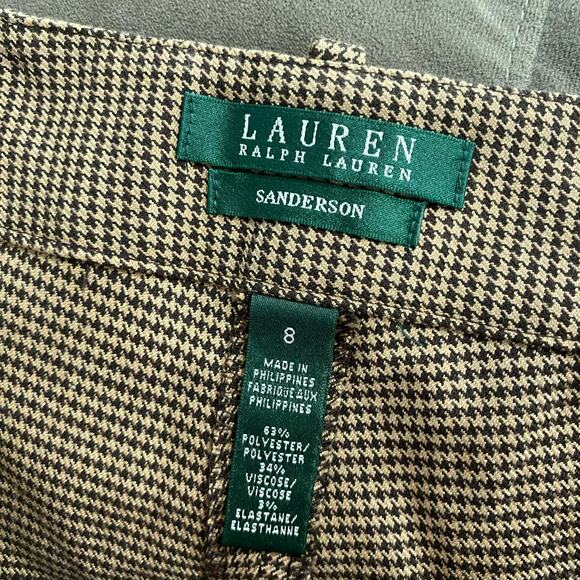 LAUREN
RALPH LAUREN
SANDERSON
8
MADE IN
PHILIPPINES
FABRIQUÉ AUX
PHILIPPINES
63%
POLYESTER/
POLYESTER
34%
VISCOSE/
VISCOSE
3%
ELASTANE/
ELASTHANNE